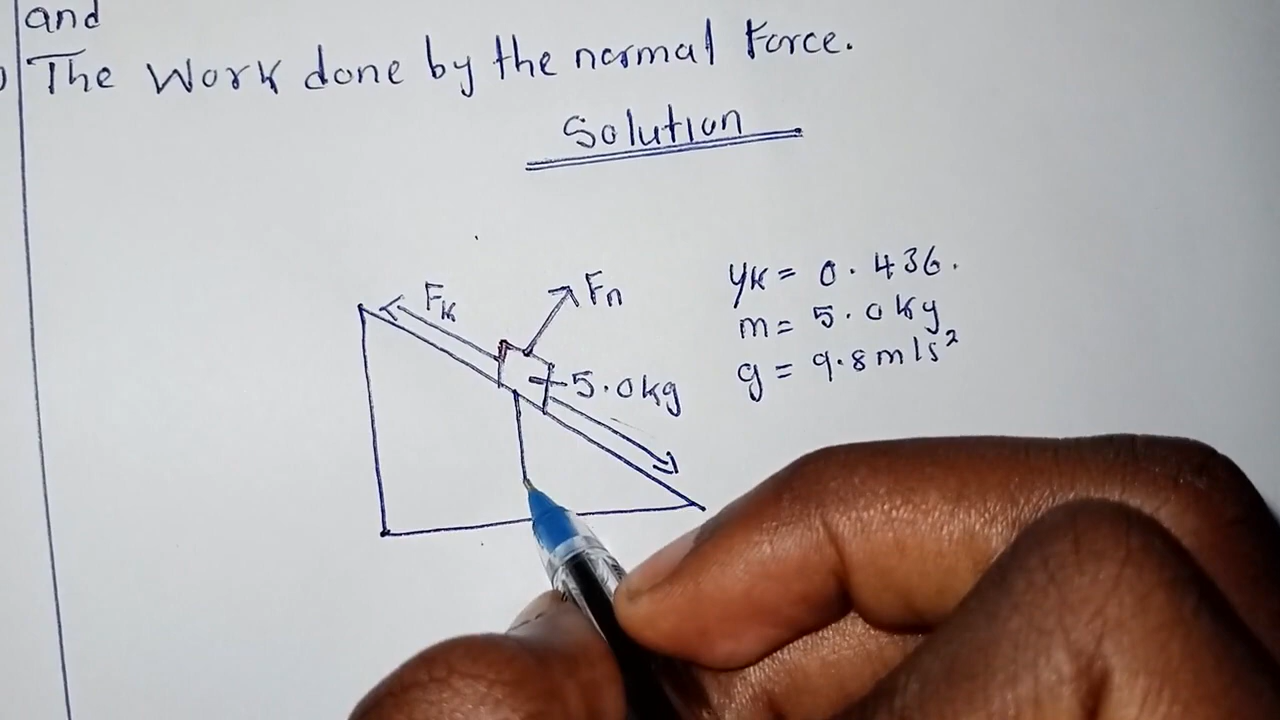 and
The Work done by the normal Force.
Solution
Fk
Fn
5.0kg
μk = 0.436.
m = 5.0kg
g = 9.8m/s²